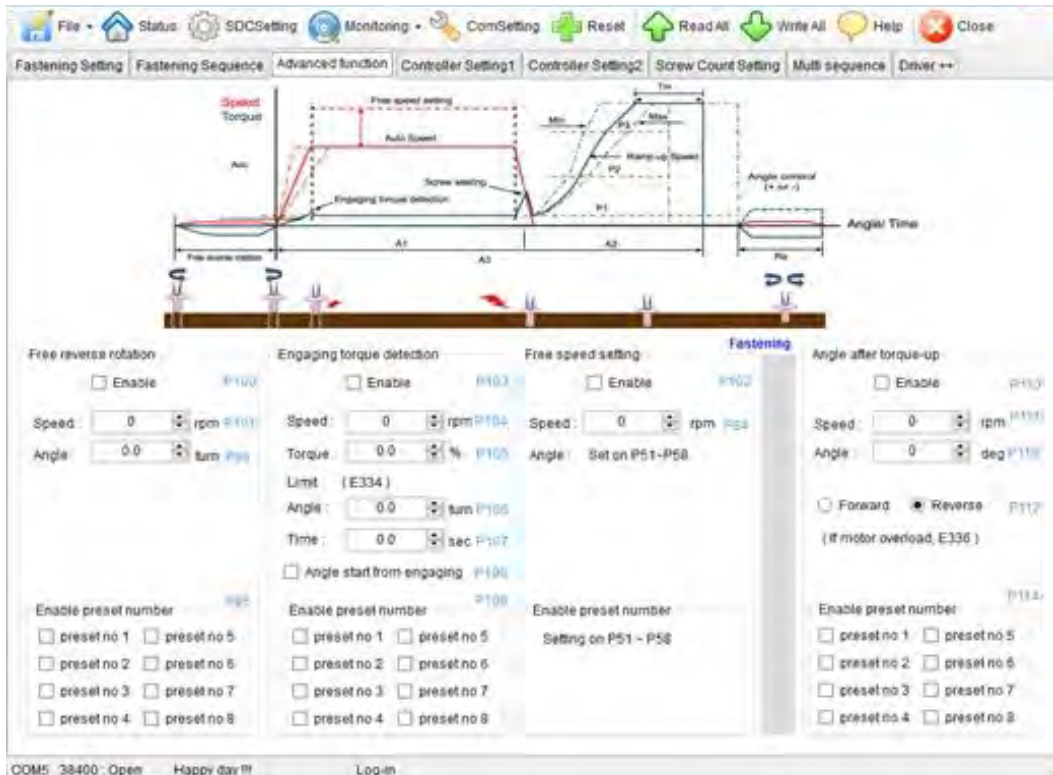 File Status SDCSetting Monitoring ComSetting Reset Read All Write All Help Close
Fastening Setting Fastening Sequence Advanced function Controller Setting1 Controller Setting2 Screw Count Setting Multi sequence Driver ++
Speed
Torque
Free speed setting
Auto Speed
Min
Max
P3
Ramp-up Speed
P2
P1
Screw seating
Engaging torque detection
Angle control
(+ or -)
Angle/ Time
Free reverse rotation
A1
A2
A3
Fastening
Free reverse rotation
Enable P100
Speed : 0 rpm P101
Angle : 0.0 turn
Enable preset number
preset no 1 preset no 5
preset no 2 preset no 6
preset no 3 preset no 7
preset no 4 preset no 8
Engaging torque detection
Enable P103
Speed : 0 rpm P104
Torque : 0.0 % P105
Limit (E334)
Angle : 0.0 turn P106
Time : 0.0 sec P107
Angle start from engaging
Enable preset number
preset no 1 preset no 5
preset no 2 preset no 6
preset no 3 preset no 7
preset no 4 preset no 8
Free speed setting
Enable P102
Speed : 0 rpm
Angle : Set on P51~P58
Enable preset number
Setting on P51 ~ P58
Angle after torque-up
Enable
Speed : 0 rpm
Angle : 0 deg
Forward Reverse P112
( If motor overload, E336 )
P114
Enable preset number
preset no 1 preset no 5
preset no 2 preset no 6
preset no 3 preset no 7
preset no 4 preset no 8
COM5 38400 : Open Happy day !!! Log-in